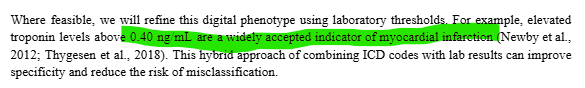 Where feasible, we will refine this digital phenotype using laboratory thresholds. For example, elevated
troponin levels above 0.40 ng/mL are a widely accepted indicator of myocardial infarction (Newby et al.,
2012; Thygesen et al., 2018). This hybrid approach of combining ICD codes with lab results can improve
specificity and reduce the risk of misclassification.